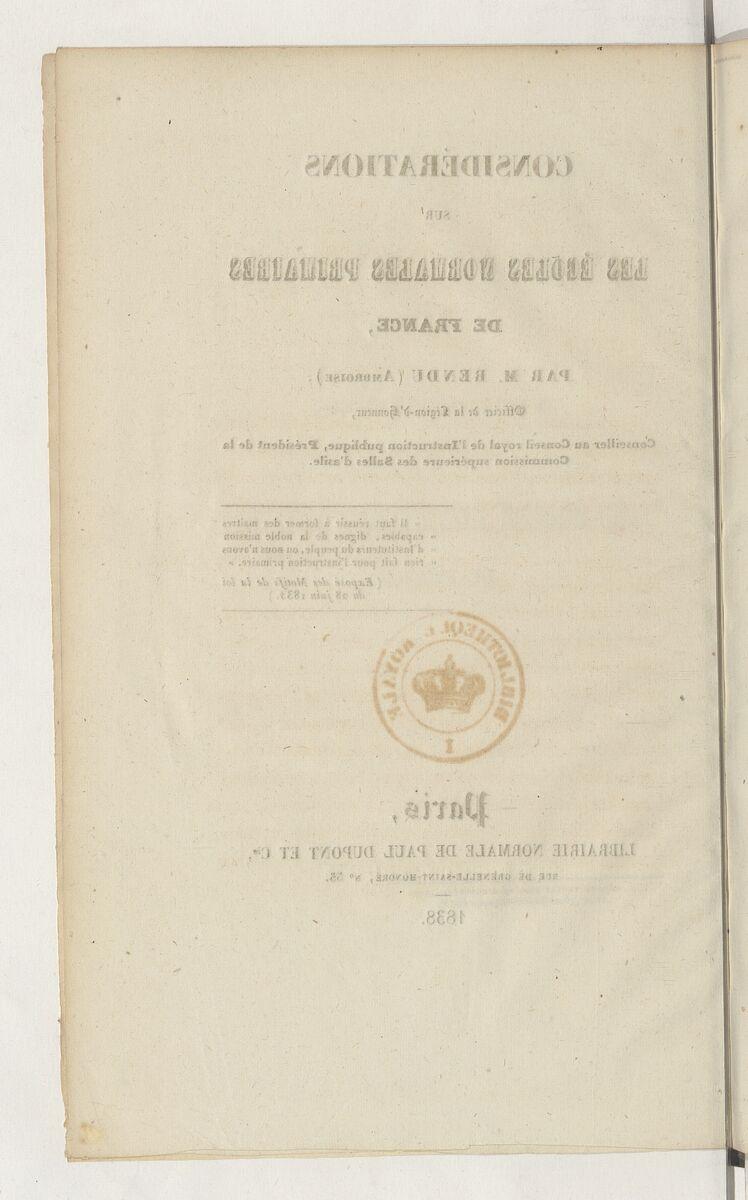 CONSIDÉRATIONS
SUR
LES ÉCOLES NORMALES PRIMAIRES
DE FRANCE,
PAR M. RENDU (AMBROISE),
Officier de la Légion-d'Honneur,
Conseiller au Conseil royal de l'Instruction publique, Président de la
Commission supérieure des Salles d'asile.
« Il faut réussir à former des maîtres
« capables, dignes de la noble mission
« d'Instituteurs du peuple, ou nous n'avons
« rien fait pour l'instruction primaire. »
(Exposé des Motifs de la loi
du 28 juin 1833.)
BIBLIOTHEQUE ROYALE
I
Paris,
LIBRAIRIE NORMALE DE PAUL DUPONT ET Cie,
RUE DE GRENELLE-SAINT-HONORÉ, N° 55.
1838.